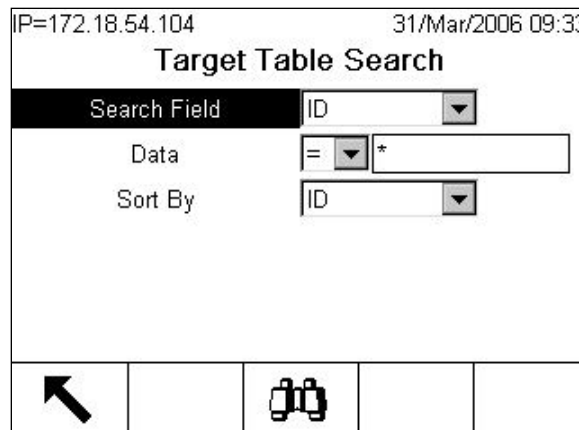 IP=172.18.54.104 31/Mar/2006 09:33
Target Table Search
Search Field ID
Data = *
Sort By ID